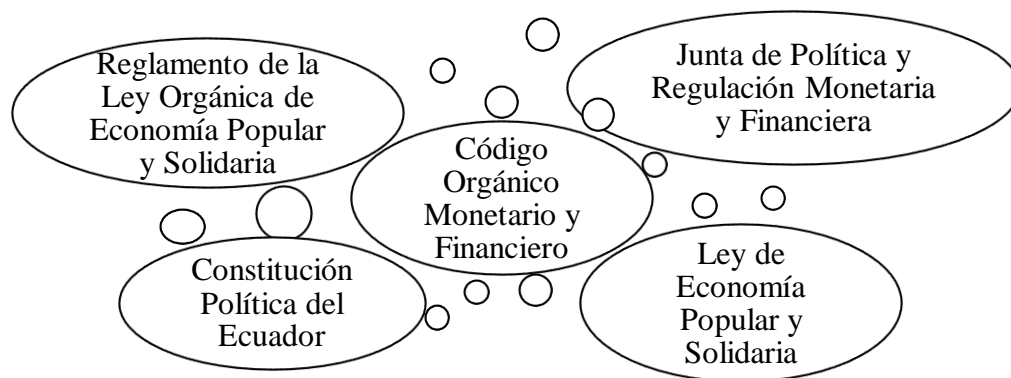 Reglamento de la
Ley Orgánica de
Economía Popular
y Solidaria
Junta de Política y
Regulación Monetaria
y Financiera
Código
Orgánico
Monetario y
Financiero
Constitución
Política del
Ecuador
Ley de
Economía
Popular y
Solidaria